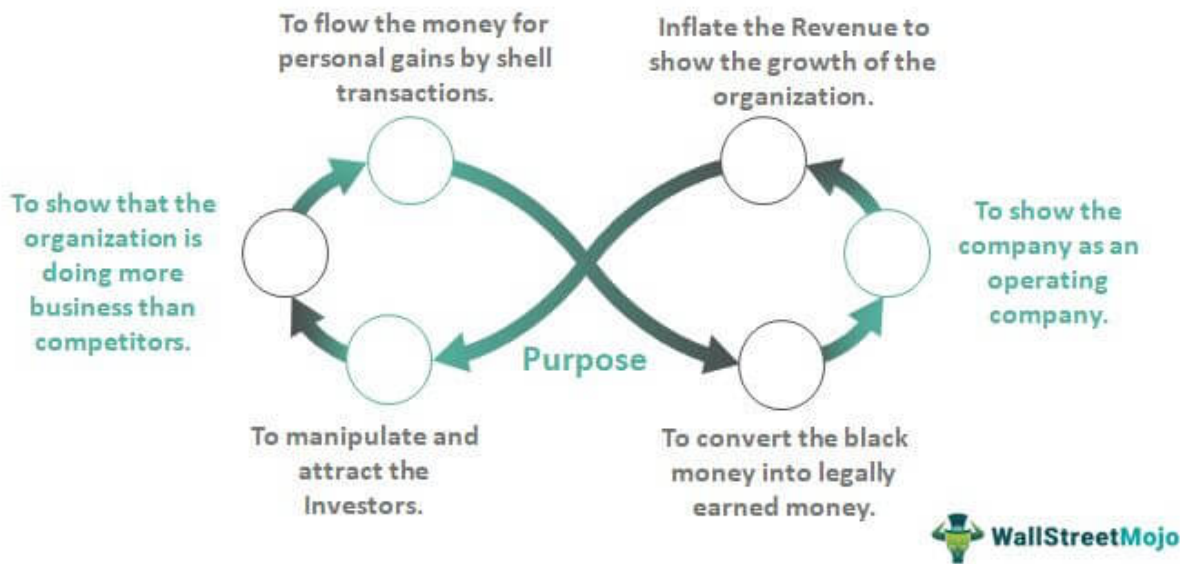 To flow the money for
personal gains by shell
transactions.
Inflate the Revenue to
show the growth of the
organization.
To show that the
organization is
doing more
business than
competitors.
To show the
company as an
operating
company.
Purpose
To manipulate and
attract the
Investors.
To convert the black
money into legally
earned money.
WallStreetMojo